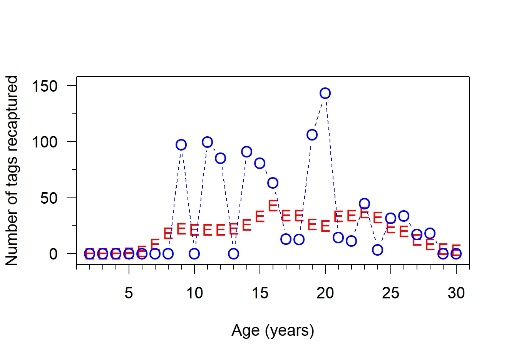 Number of tags recaptured
150
100
50
0
E E E E E E E E E E E E E E E E E E E E E E E E E E E E E
5 10 15 20 25 30
Age (years)